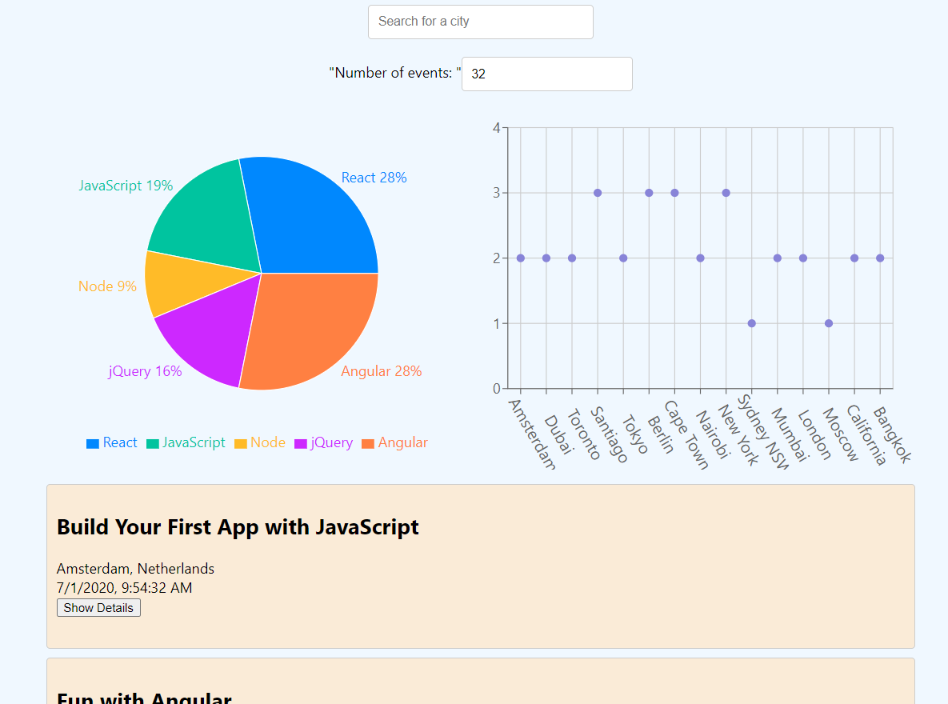 Search for a city
"Number of events: " 32
JavaScript 19%
React 28%
Node 9%
jQuery 16%
Angular 28%
React JavaScript Node jQuery Angular
4
3
2
1
0
Amsterdam
Dubai
Toronto
Santiago
Tokyo
Berlin
Cape Town
Nairobi
New York
Sydney NSW
Mumbai
London
Moscow
California
Bangkok
Build Your First App with JavaScript
Amsterdam, Netherlands
7/1/2020, 9:54:32 AM
Show Details
Fun with Angular